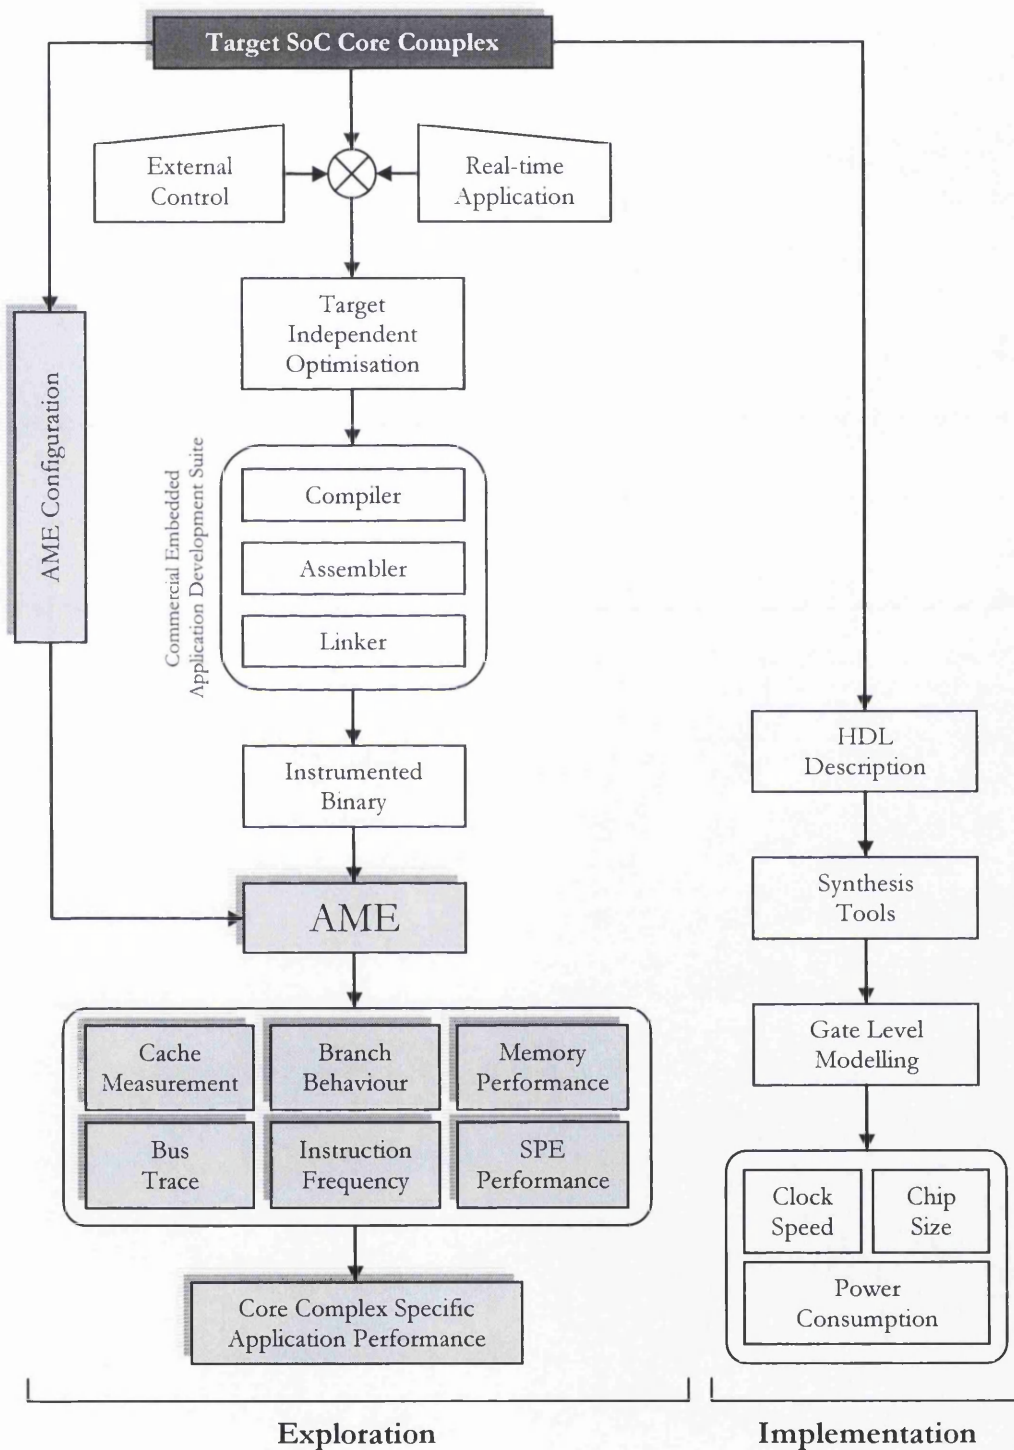 Target SoC Core Complex
External
Control
Real-time
Application
Target
Independent
Optimisation
AME Configuration
Commercial Embedded
Application Development Suite
Compiler
Assembler
Linker
Instrumented
Binary
HDL
Description
AME
Synthesis
Tools
Cache
Measurement
Branch
Behaviour
Memory
Performance
Gate Level
Modelling
Bus
Trace
Instruction
Frequency
SPE
Performance
Clock
Speed
Chip
Size
Power
Consumption
Core Complex Specific
Application Performance
Exploration
Implementation